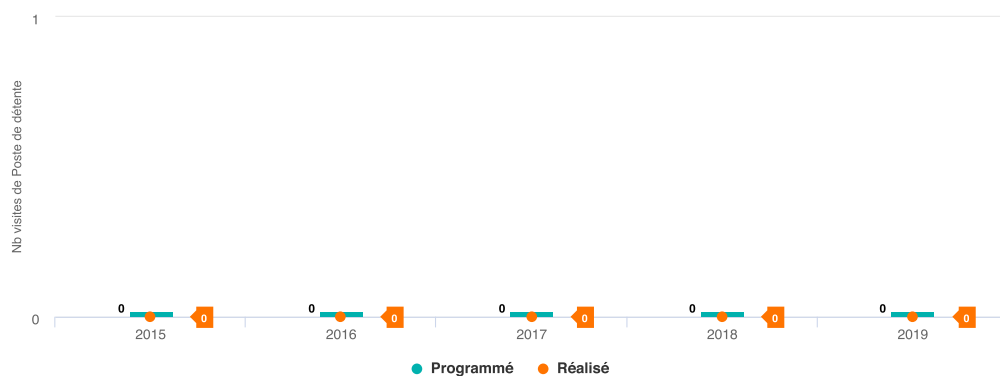 1
Nb visites de Poste de détente
0 0 0 0 0 0 0 0 0 0
0
2015 2016 2017 2018 2019
Programmé Réalisé